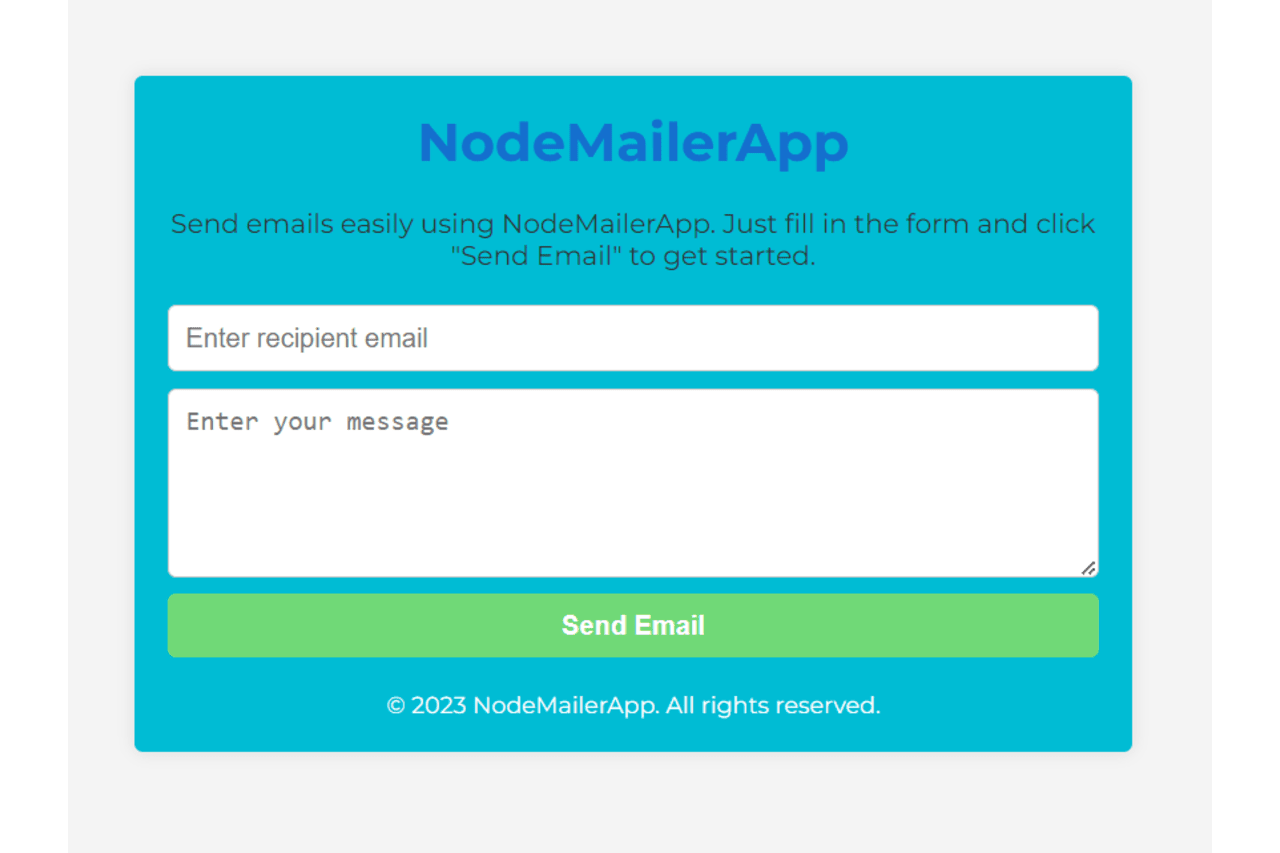 NodeMailerApp
Send emails easily using NodeMailerApp. Just fill in the form and click
"Send Email" to get started.
Enter recipient email
Enter your message
Send Email
© 2023 NodeMailerApp. All rights reserved.